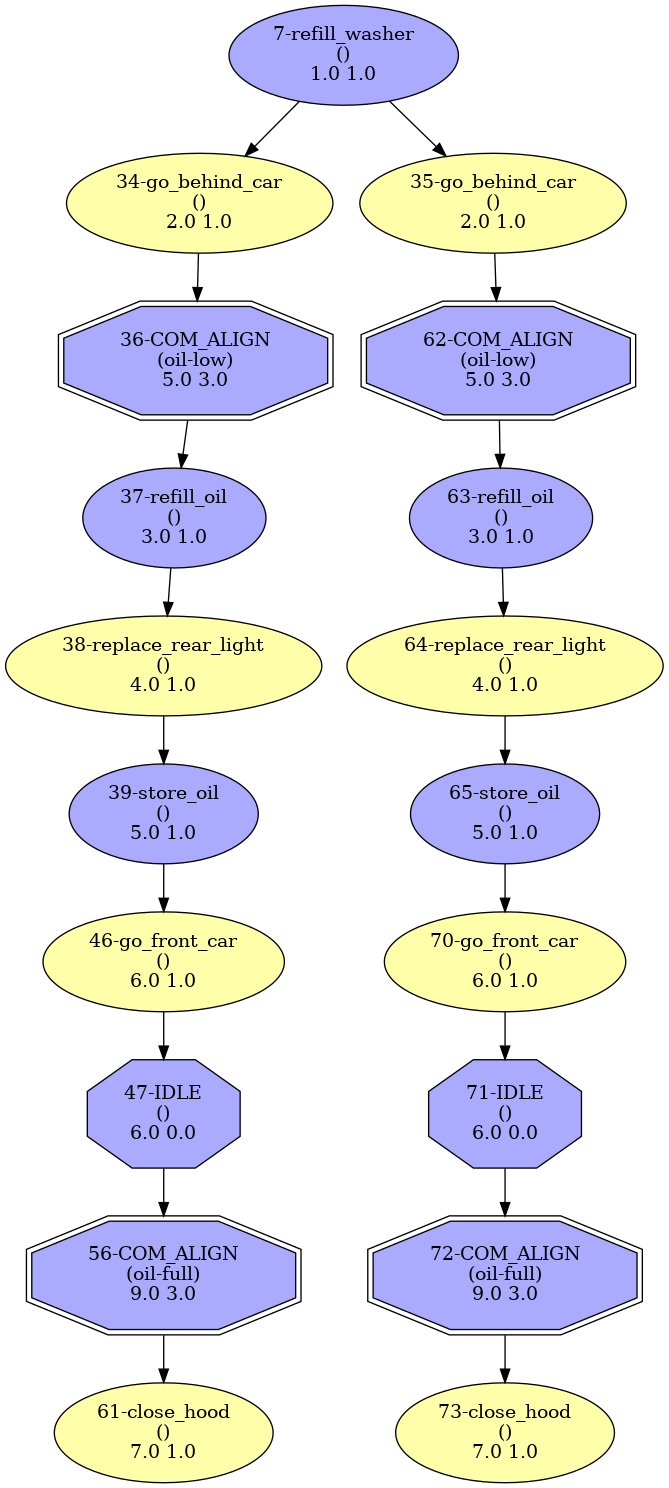 7-refill_washer
()
1.0 1.0
34-go_behind_car
()
2.0 1.0
35-go_behind_car
()
2.0 1.0
36-COM_ALIGN
(oil-low)
5.0 3.0
62-COM_ALIGN
(oil-low)
5.0 3.0
37-refill_oil
()
3.0 1.0
63-refill_oil
()
3.0 1.0
38-replace_rear_light
()
4.0 1.0
64-replace_rear_light
()
4.0 1.0
39-store_oil
()
5.0 1.0
65-store_oil
()
5.0 1.0
46-go_front_car
()
6.0 1.0
70-go_front_car
()
6.0 1.0
47-IDLE
()
6.0 0.0
71-IDLE
()
6.0 0.0
56-COM_ALIGN
(oil-full)
9.0 3.0
72-COM_ALIGN
(oil-full)
9.0 3.0
61-close_hood
()
7.0 1.0
73-close_hood
()
7.0 1.0